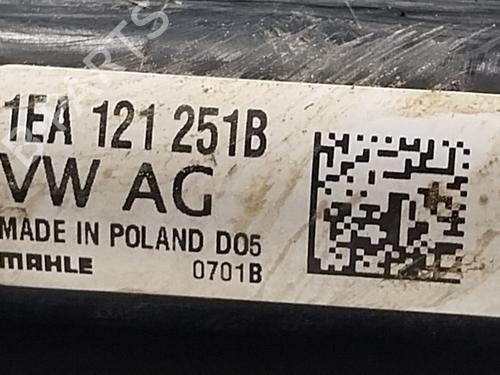 1EA 121 251B
VW AG
MADE IN POLAND D05
MAHLE 0701B